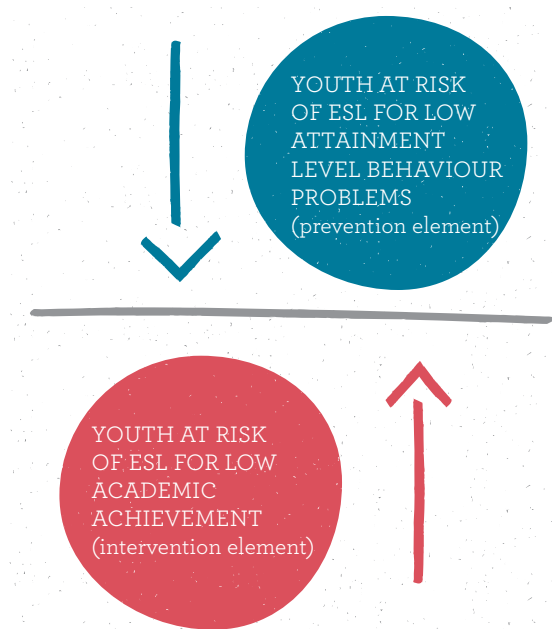 YOUTH AT RISK
OF ESL FOR LOW
ATTAINMENT
LEVEL BEHAVIOUR
PROBLEMS
(prevention element)
YOUTH AT RISK
OF ESL FOR LOW
ACADEMIC
ACHIEVEMENT
(intervention element)